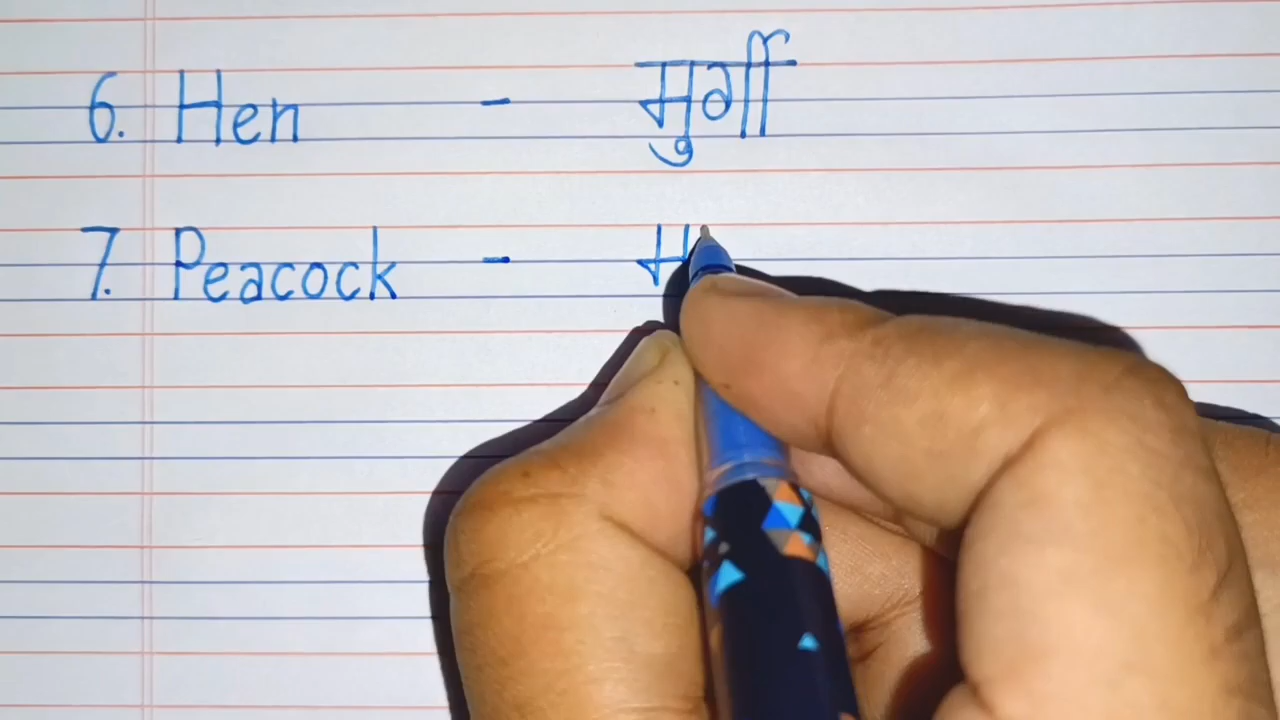 6. Hen - मुर्गी
7. Peacock - म